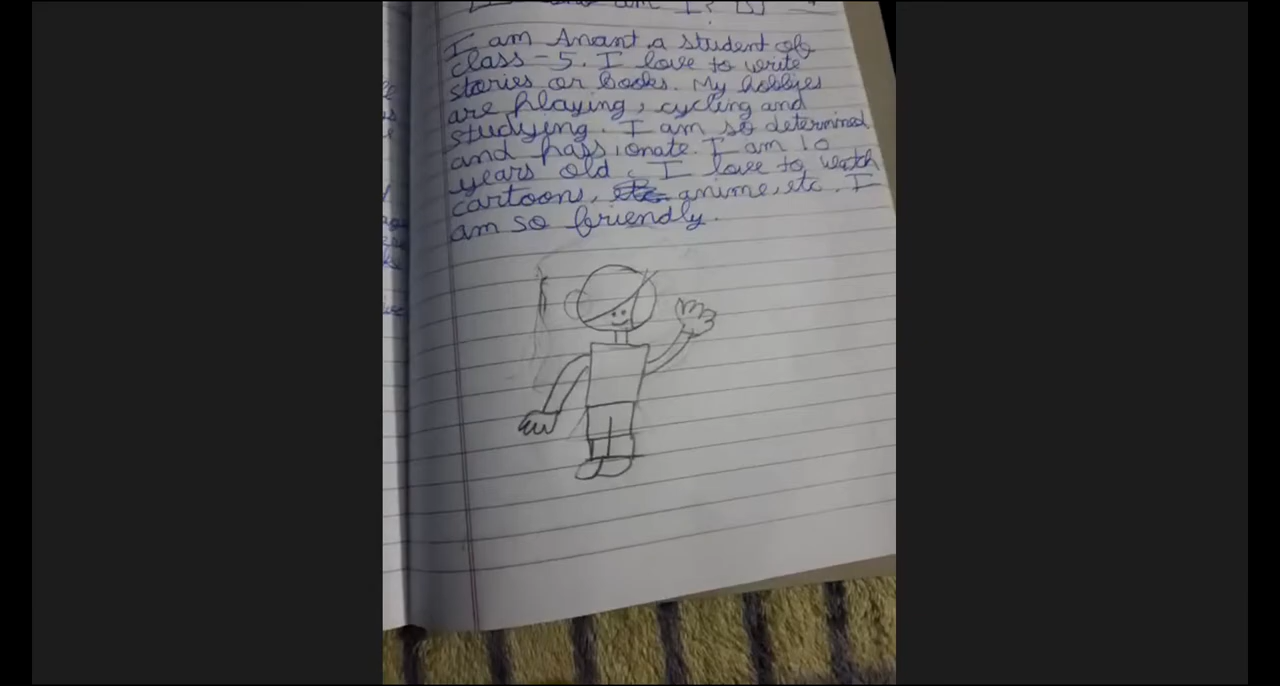 am I?
I am Anant a student of
class - 5. I love to write
stories or books. My hobbies
are playing, cycling and
studying. I am so determined
and passionate. I am 10
years old. I love to watch
cartoons, anime, etc. I
am so friendly.